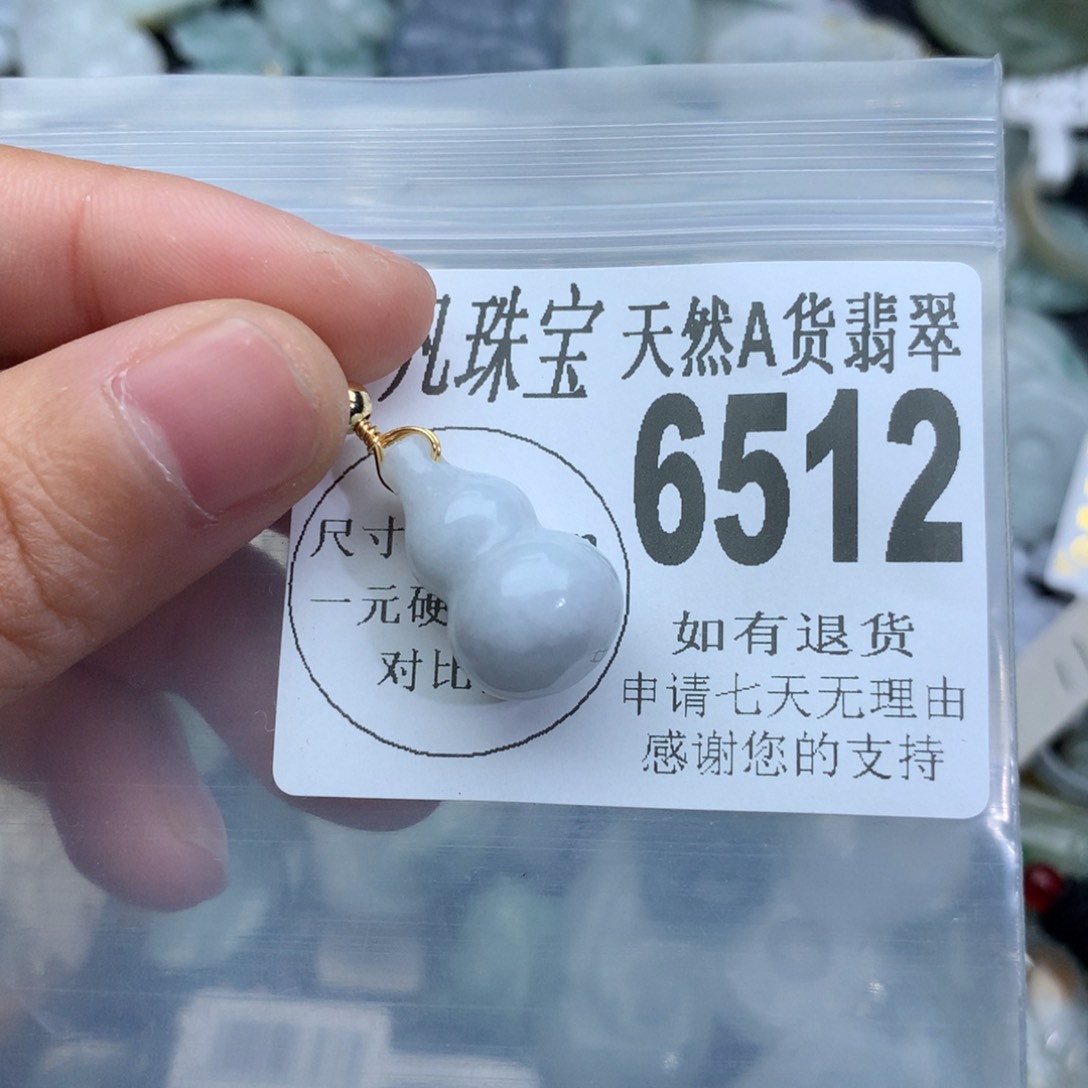 凡珠宝 天然A货翡翠
6512
尺寸
一元硬
对比
如有退货
申请七天无理由
感谢您的支持